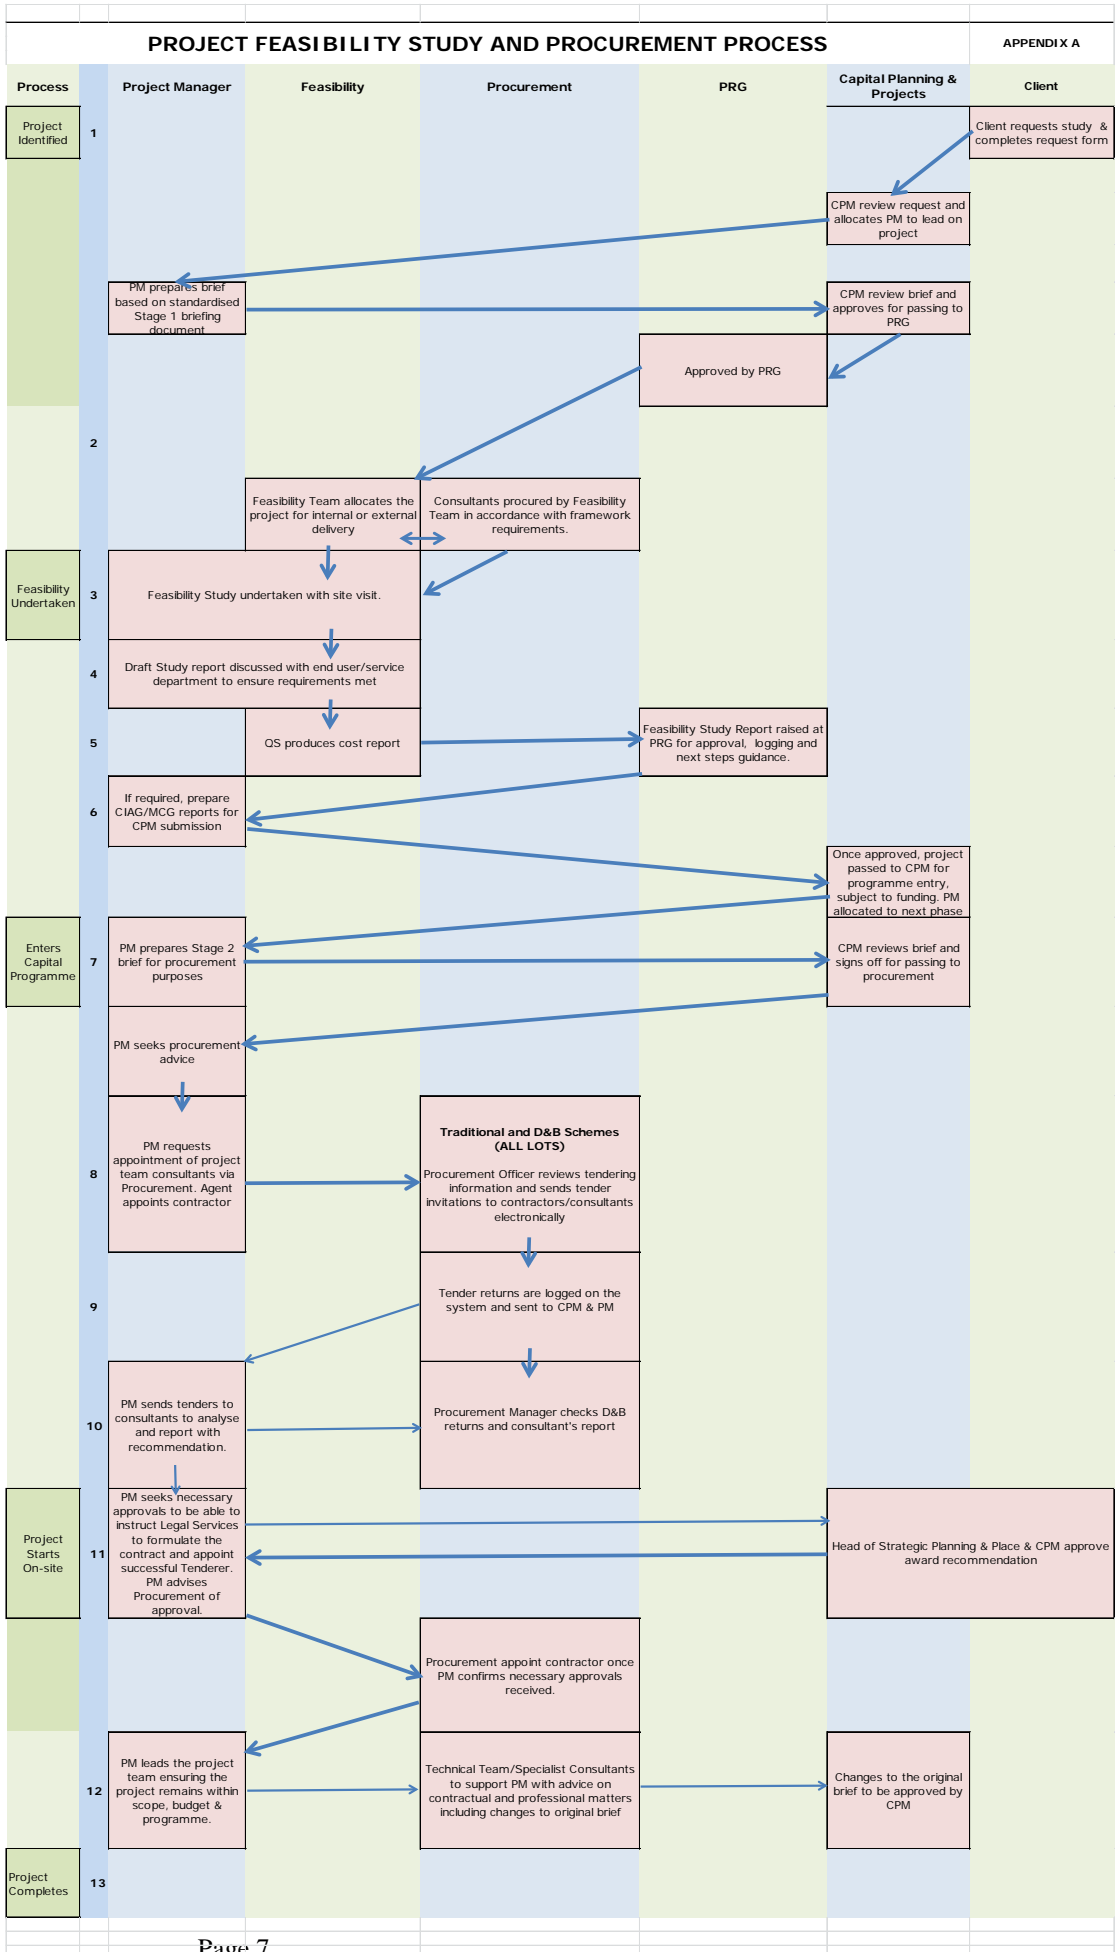 PROJECT FEASIBILITY STUDY AND PROCUREMENT PROCESS
APPENDIX A
Process
Project Manager
Feasibility
Procurement
PRG
Capital Planning &
Projects
Client
Project
Identified
1
Client requests study &
completes request form
CPM review request and
allocates PM to lead on
project
PM prepares brief
based on standardised
Stage 1 briefing
document
CPM review brief and
approves for passing to
PRG
Approved by PRG
2
Feasibility Team allocates the
project for internal or external
delivery
Consultants procured by Feasibility
Team in accordance with framework
requirements.
Feasibility
Undertaken
3
Feasibility Study undertaken with site visit.
4
Draft Study report discussed with end user/service
department to ensure requirements met
5
QS produces cost report
Feasibility Study Report raised at
PRG for approval, logging and
next steps guidance.
6
If required, prepare
CIAG/MCG reports for
CPM submission
Once approved, project
passed to CPM for
programme entry,
subject to funding. PM
allocated to next phase
Enters
Capital
Programme
7
PM prepares Stage 2
brief for procurement
purposes
CPM reviews brief and
signs off for passing to
procurement
PM seeks procurement
advice
8
PM requests
appointment of project
team consultants via
Procurement. Agent
appoints contractor
Traditional and D&B Schemes
(ALL LOTS)
Procurement Officer reviews tendering
information and sends tender
invitations to contractors/consultants
electronically
9
Tender returns are logged on the
system and sent to CPM & PM
10
PM sends tenders to
consultants to analyse
and report with
recommendation.
Procurement Manager checks D&B
returns and consultant's report
Project
Starts
On-site
11
PM seeks necessary
approvals to be able to
instruct Legal Services
to formulate the
contract and appoint
successful Tenderer.
PM advises
Procurement of
approval.
Head of Strategic Planning & Place & CPM approve
award recommendation
Procurement appoint contractor once
PM confirms necessary approvals
received.
12
PM leads the project
team ensuring the
project remains within
scope, budget &
programme.
Technical Team/Specialist Consultants
to support PM with advice on
contractual and professional matters
including changes to original brief
Changes to the original
brief to be approved by
CPM
Project
Completes
13
Page 7